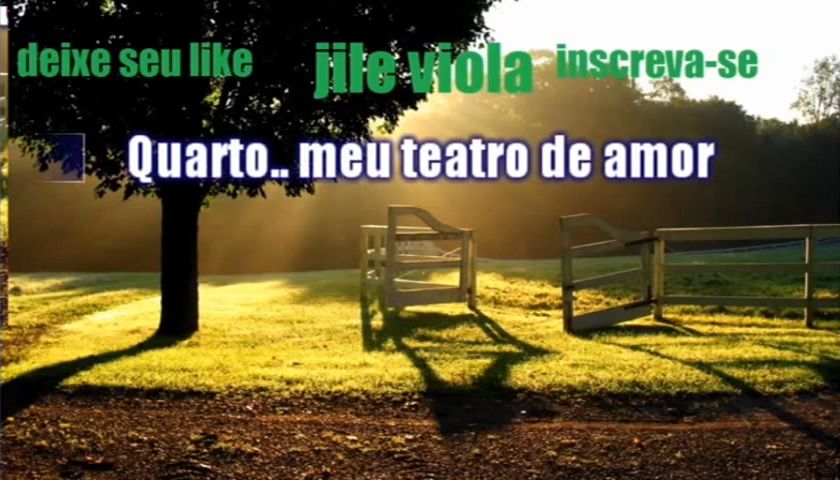 deixe seu like jile viola inscreva-se
Quarto.. meu teatro de amor